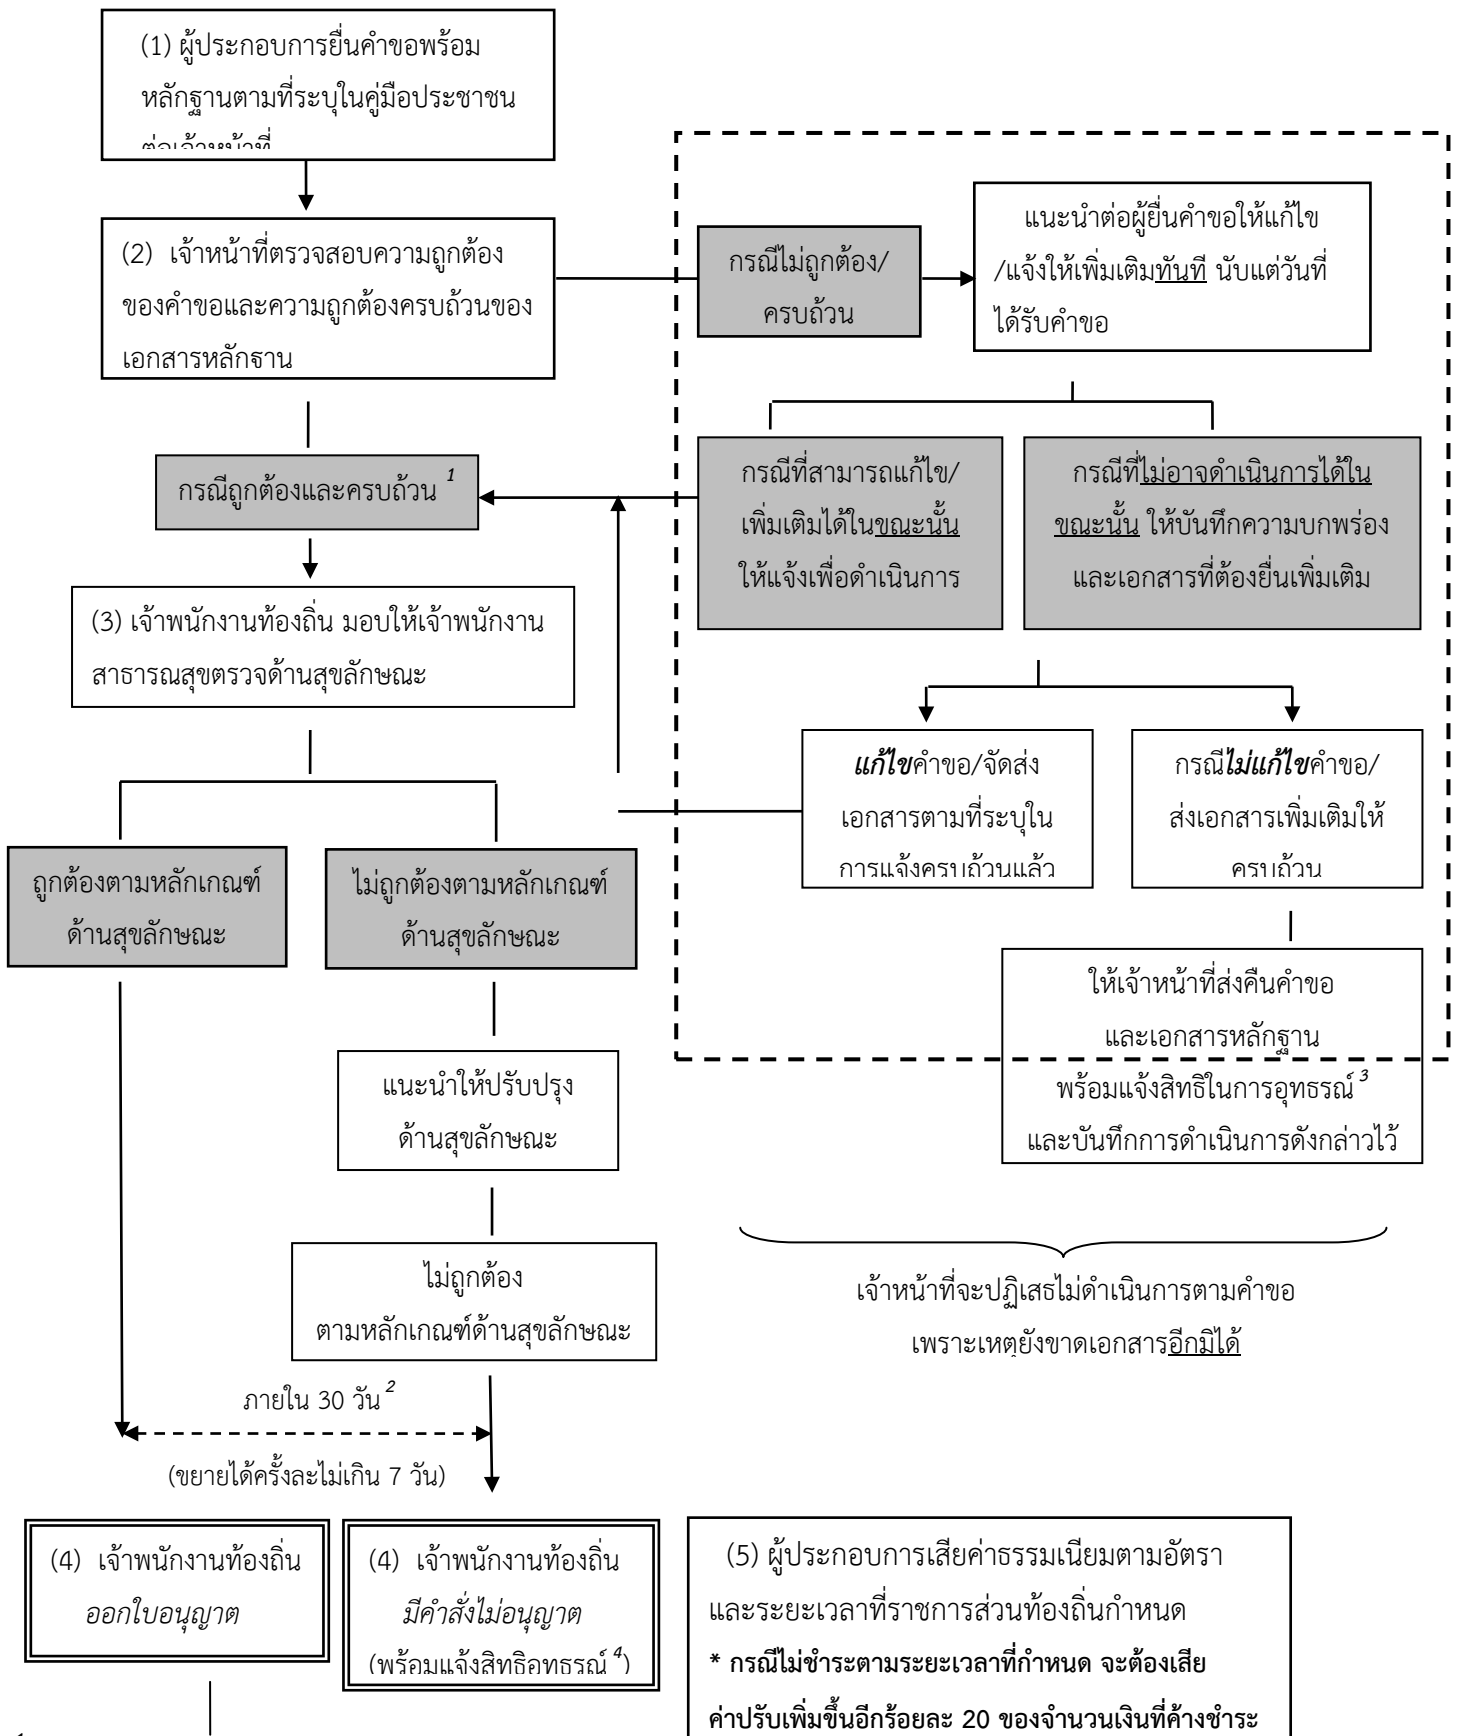 (1) ผู้ประกอบการยื่นคำขอพร้อม
หลักฐานตามที่ระบุในคู่มือประชาชน
ต่อเจ้าหน้าที่
(2) เจ้าหน้าที่ตรวจสอบความถูกต้อง
ของคำขอและความถูกต้องครบถ้วนของ
เอกสารหลักฐาน
กรณีไม่ถูกต้อง/
ครบถ้วน
แนะนำต่อผู้ยื่นคำขอให้แก้ไข
/แจ้งให้เพิ่มเติมทันที นับแต่วันที่
ได้รับคำขอ
กรณีถูกต้องและครบถ้วน 1
กรณีที่สามารถแก้ไข/
เพิ่มเติมได้ในขณะนั้น
ให้แจ้งเพื่อดำเนินการ
กรณีที่ไม่อาจดำเนินการได้ใน
ขณะนั้น ให้บันทึกความบกพร่อง
และเอกสารที่ต้องยื่นเพิ่มเติม
(3) เจ้าพนักงานท้องถิ่น มอบให้เจ้าพนักงาน
สาธารณสุขตรวจด้านสุขลักษณะ
แก้ไขคำขอ/จัดส่ง
เอกสารตามที่ระบุใน
การแจ้งครบถ้วนแล้ว
กรณีไม่แก้ไขคำขอ/
ส่งเอกสารเพิ่มเติมให้
ครบถ้วน
ถูกต้องตามหลักเกณฑ์
ด้านสุขลักษณะ
ไม่ถูกต้องตามหลักเกณฑ์
ด้านสุขลักษณะ
ให้เจ้าหน้าที่ส่งคืนคำขอ
และเอกสารหลักฐาน
พร้อมแจ้งสิทธิในการอุทธรณ์ 3
และบันทึกการดำเนินการดังกล่าวไว้
แนะนำให้ปรับปรุง
ด้านสุขลักษณะ
ไม่ถูกต้อง
ตามหลักเกณฑ์ด้านสุขลักษณะ
เจ้าหน้าที่จะปฏิเสธไม่ดำเนินการตามคำขอ
เพราะเหตุยังขาดเอกสารอีกมิได้
ภายใน 30 วัน 2
(ขยายได้ครั้งละไม่เกิน 7 วัน)
(4) เจ้าพนักงานท้องถิ่น
ออกใบอนุญาต
(4) เจ้าพนักงานท้องถิ่น
มีคำสั่งไม่อนุญาต
(พร้อมแจ้งสิทธิอุทธรณ์ 4)
(5) ผู้ประกอบการเสียค่าธรรมเนียมตามอัตรา
และระยะเวลาที่ราชการส่วนท้องถิ่นกำหนด
* กรณีไม่ชำระตามระยะเวลาที่กำหนด จะต้องเสีย
ค่าปรับเพิ่มขึ้นอีกร้อยละ 20 ของจำนวนเงินที่ค้างชำระ